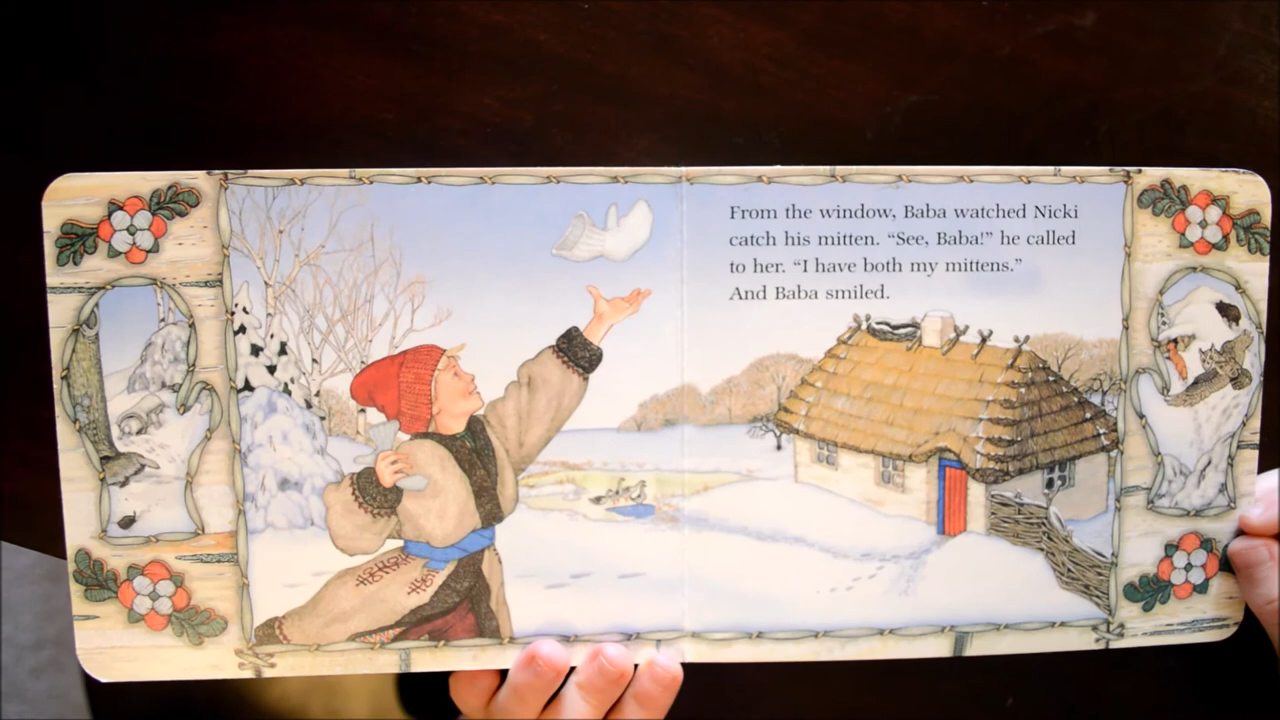 From the window, Baba watched Nicki
catch his mitten. “See, Baba!” he called
to her. “I have both my mittens.”
And Baba smiled.